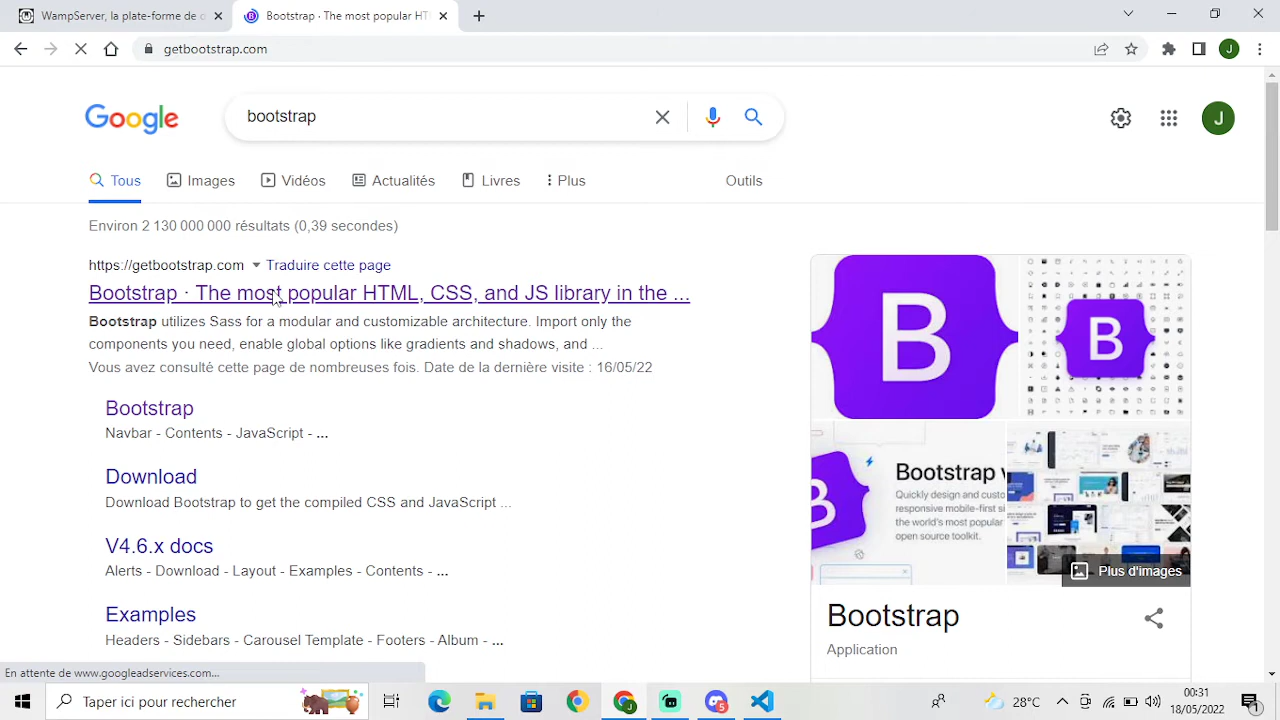 WampServer, la plate-forme de d
Bootstrap · The most popular HT
getbootstrap.com
J
Google
bootstrap
J
Tous
Images
Vidéos
Actualités
Livres
Plus
Outils
Environ 2 130 000 000 résultats (0,39 secondes)
https://getbootstrap.com
Traduire cette page
Bootstrap · The most popular HTML, CSS, and JS library in the ...
Bootstrap utilizes Sass for a modular and customizable architecture. Import only the
components you need, enable global options like gradients and shadows, and ...
Vous avez consulté cette page de nombreuses fois. Date de la dernière visite : 16/05/22
Bootstrap
Navbar - Contents - JavaScript - ...
Download
Download Bootstrap to get the compiled CSS and JavaScript ...
V4.6.x docs
Alerts - Download - Layout - Examples - Contents - ...
Examples
Headers - Sidebars - Carousel Template - Footers - Album - ...
B
B
B
Bootstrap v
Quickly design and custo
responsive mobile-first si
the world's most popular
open source toolkit.
Plus d'images
Bootstrap
Application
En attente de www.googleadservices.com...
Taper ici pour rechercher
J
5
28°C
00:31
18/05/2022
1